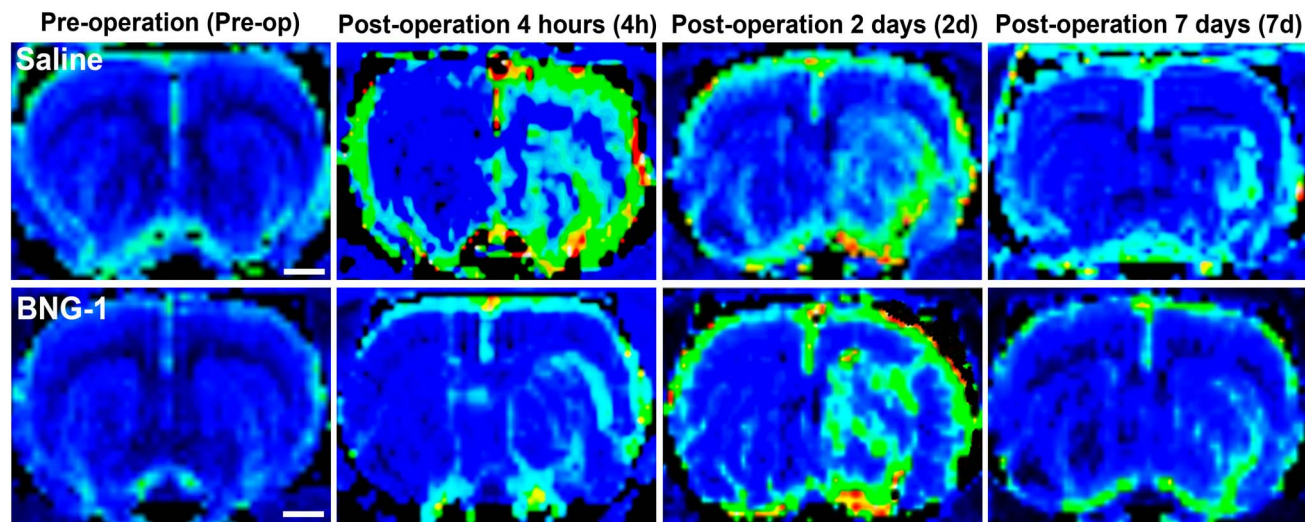 Pre-operation (Pre-op) Post-operation 4 hours (4h) Post-operation 2 days (2d) Post-operation 7 days (7d)
Saline
BNG-1